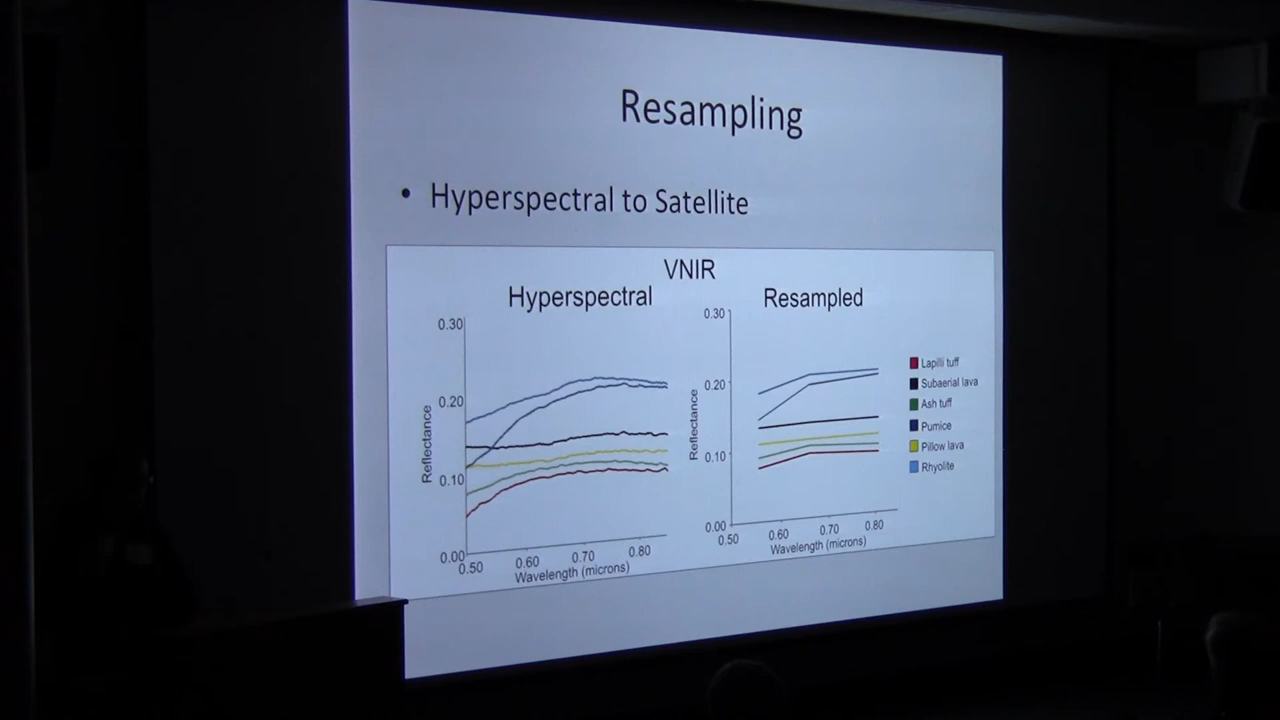 Resampling
• Hyperspectral to Satellite
VNIR
Hyperspectral
Resampled
0.30
0.20
0.10
0.00
Reflectance
0.50 0.60 0.70 0.80
Wavelength (microns)
0.30
0.20
0.10
0.00
Reflectance
0.50 0.60 0.70 0.80
Wavelength (microns)
Lapilli tuff
Subaerial lava
Ash tuff
Pumice
Pillow lava
Rhyolite